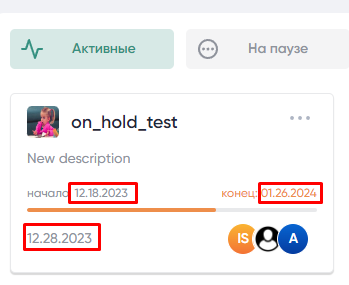 Активные
На паузе
on_hold_test
New description
начало 12.18.2023
конец: 01.26.2024
12.28.2023
IS
A